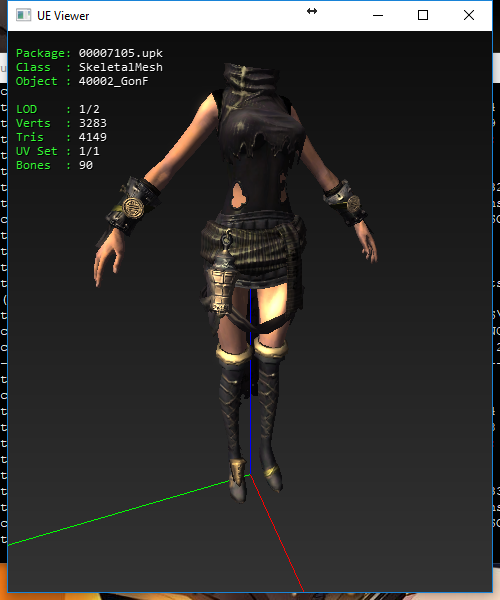 UE Viewer
Package: 00007105.upk
Class : SkeletalMesh
Object : 40002_GonF
LOD : 1/2
Verts : 3283
Tris : 4149
UV Set : 1/1
Bones : 90